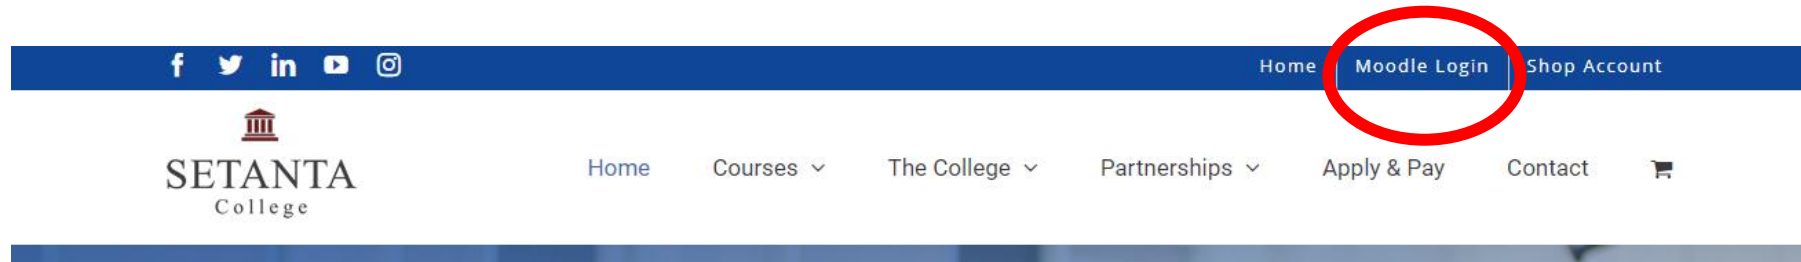 Home Moodle Login Shop Account
SETANTA
College
Home Courses The College Partnerships Apply & Pay Contact